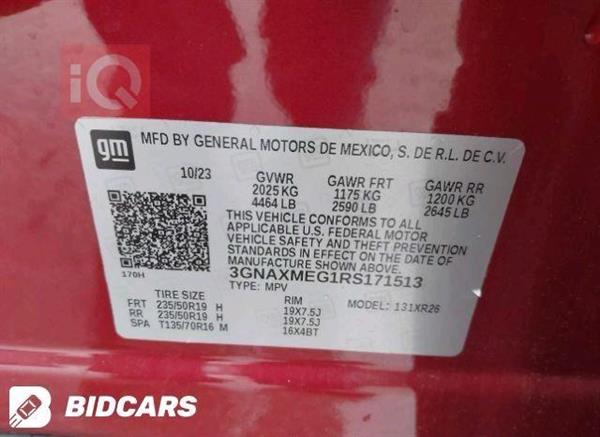 iQ
gm
MFD BY GENERAL MOTORS DE MEXICO, S. DE R.L. DE C.V.
10/23 GVWR GAWR FRT GAWR RR
2025 KG 1175 KG 1200 KG
4464 LB 2590 LB 2645 LB
THIS VEHICLE CONFORMS TO ALL
APPLICABLE U.S. FEDERAL MOTOR
VEHICLE SAFETY AND THEFT PREVENTION
STANDARDS IN EFFECT ON THE DATE OF
MANUFACTURE SHOWN ABOVE.
170H 3GNAXMEG1RS171513
TYPE: MPV MODEL: 131XR26
TIRE SIZE RIM
FRT 235/50R19 H 19X7.5J
RR 235/50R19 H 19X7.5J
SPA T135/70R16 M 16X4BT
BIDCARS